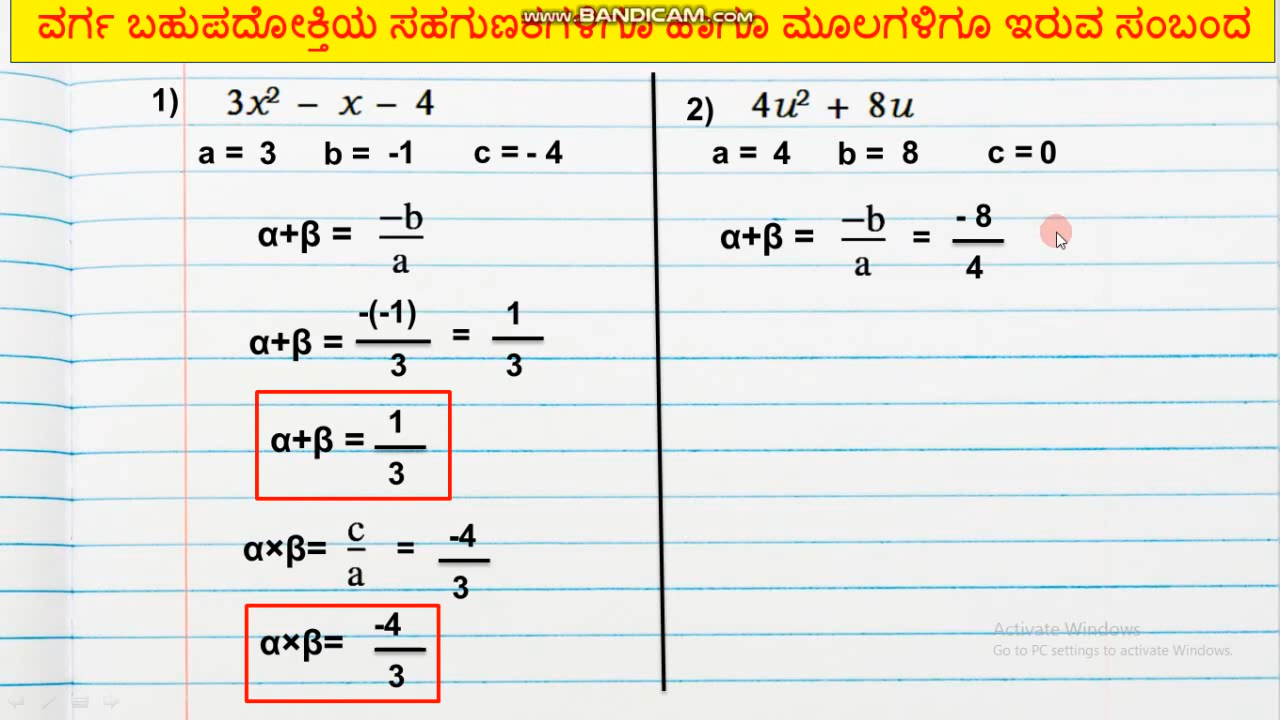 www.BANDICAM.com
ವರ್ಗ ಬಹುಪದೋಕ್ತಿಯ ಸಹಗುಣಕಗಳಿಗೂ ಹಾಗೂ ಮೂಲಗಳಿಗೂ ಇರುವ ಸಂಬಂದ
1) 3x² − x − 4
a = 3 b = -1 c = - 4
α+β = −b/a
α+β = -(-1)/3 = 1/3
α+β = 1/3
α×β= c/a = -4/3
α×β= -4/3
2) 4u² + 8u
a = 4 b = 8 c = 0
α+β = −b/a = - 8/4
Activate Windows
Go to PC settings to activate Windows.